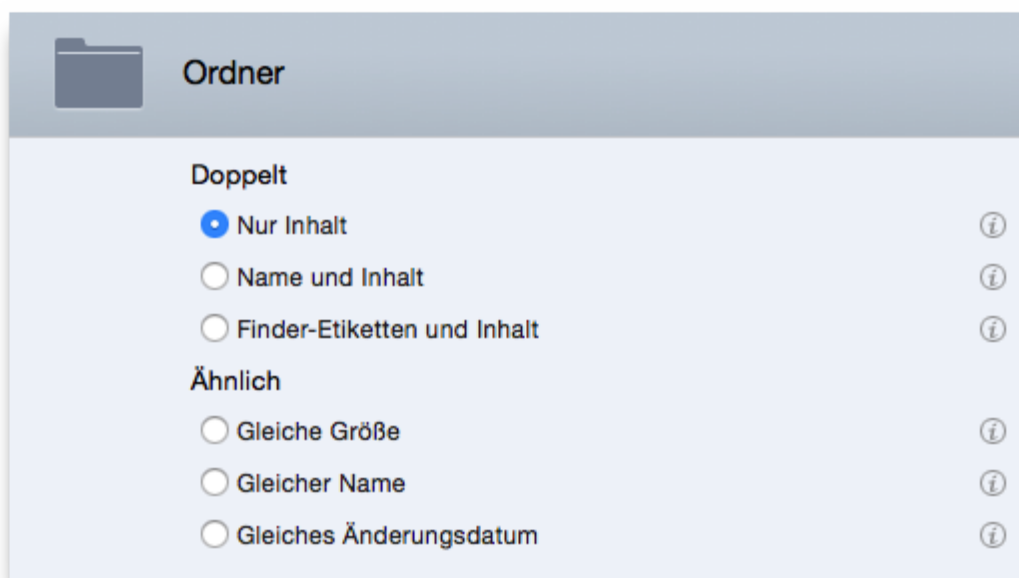 Ordner
Doppelt
Nur Inhalt
Name und Inhalt
Finder-Etiketten und Inhalt
Ähnlich
Gleiche Größe
Gleicher Name
Gleiches Änderungsdatum